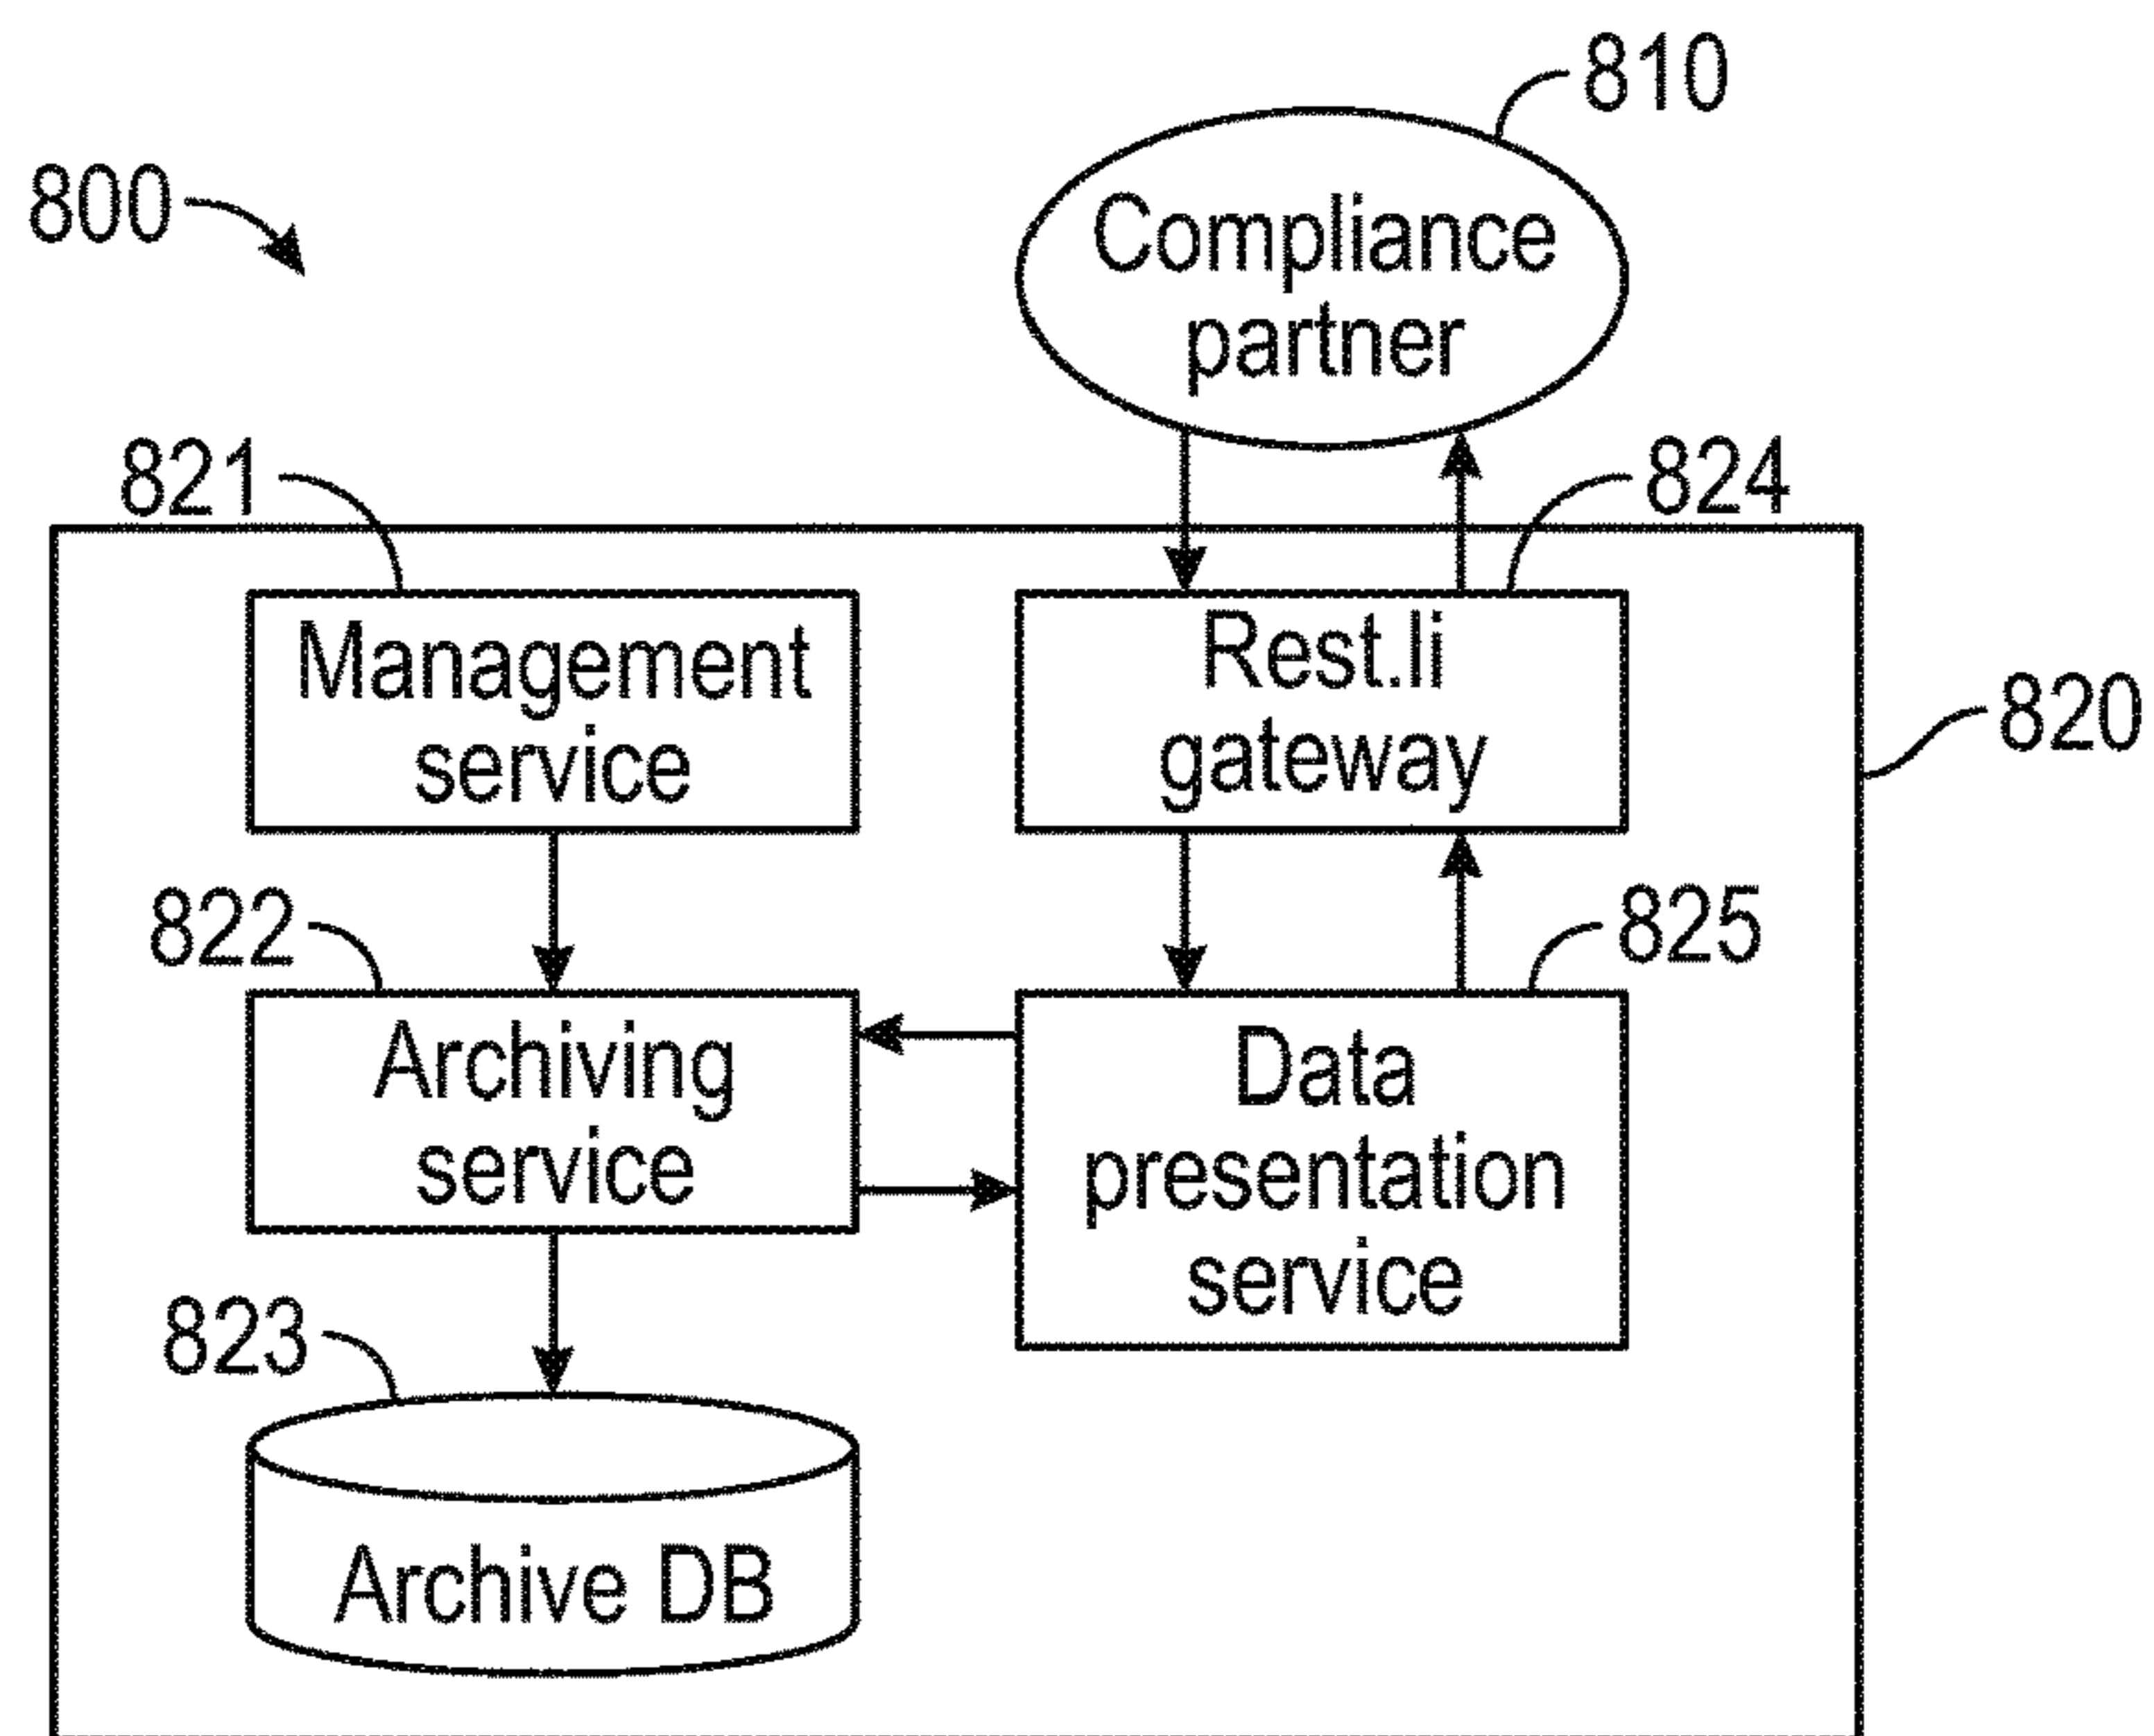 810
800
Compliance
partner
821
824
Management
service
Rest.li
gateway
820
822
825
Archiving
service
Data
presentation
service
823
Archive DB